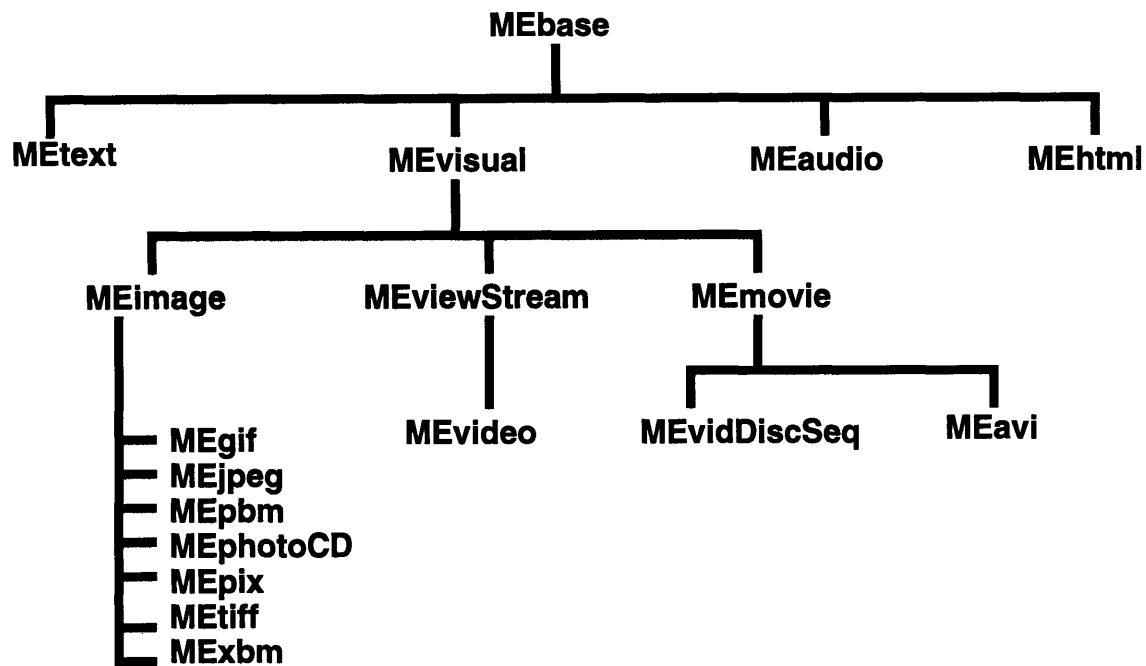 MEbase
MEtext MEvisual MEaudio MEhtml
MEimage MEviewStream MEmovie
MEvideo MEvidDiscSeq MEavi
MEgif
MEjpeg
MEpbm
MEphotoCD
MEpix
MEtiff
MExbm